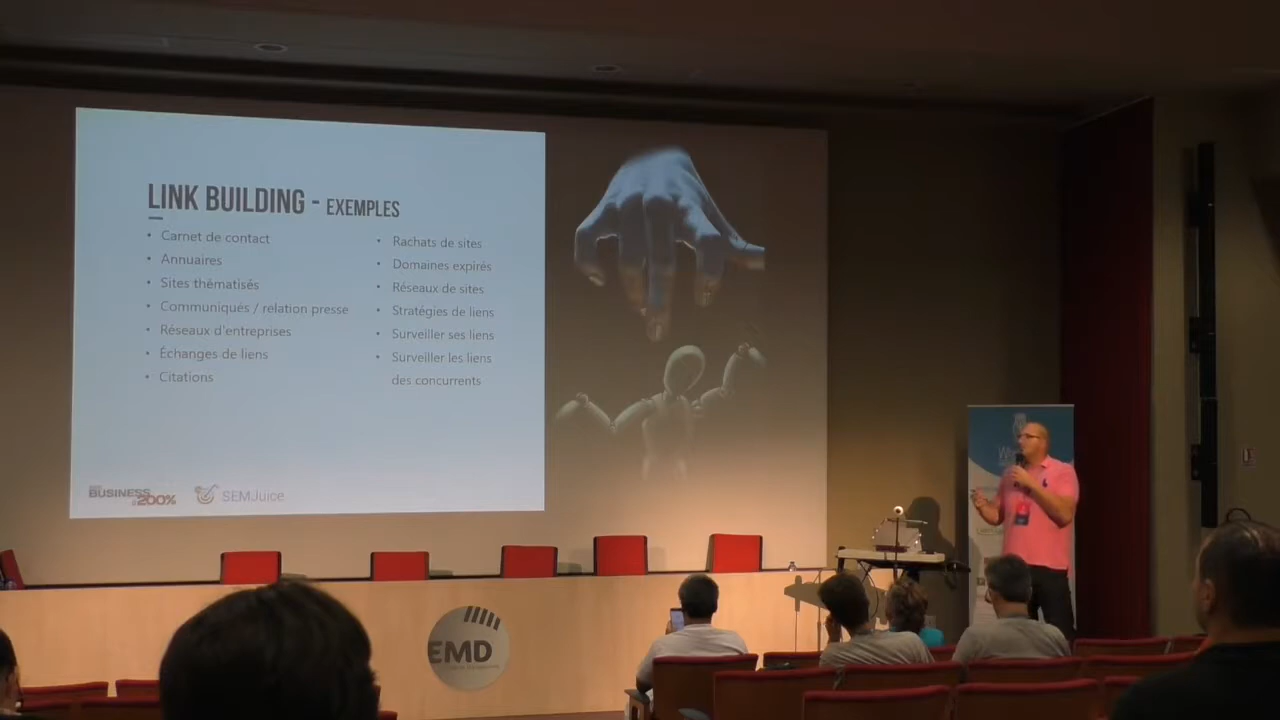 LINK BUILDING - EXEMPLES
• Carnet de contact
• Annuaires
• Sites thématisés
• Communiqués / relation presse
• Réseaux d'entreprises
• Échanges de liens
• Citations
• Rachats de sites
• Domaines expirés
• Réseaux de sites
• Stratégies de liens
• Surveiller ses liens
• Surveiller les liens
des concurrents
BUSINESS
à 200%
SEMJuice
EMD